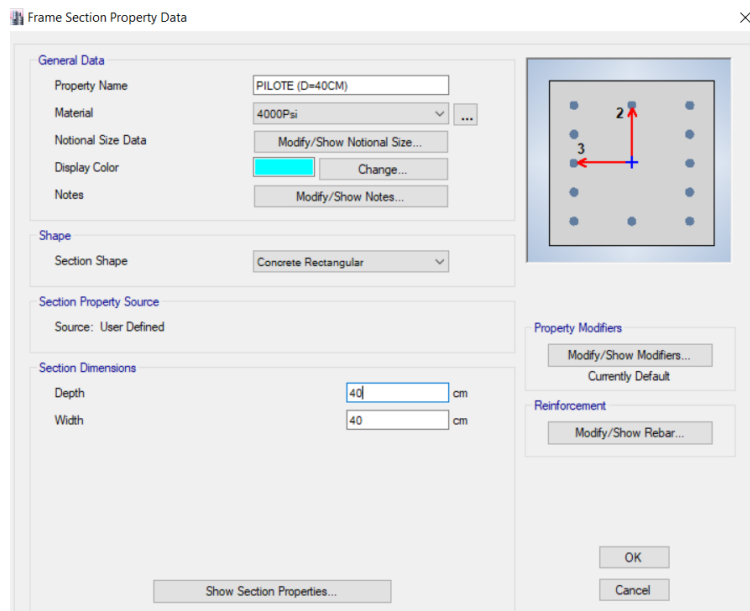 Frame Section Property Data
General Data
Property Name PILOTE (D=40CM)
Material 4000Psi ...
Notional Size Data Modify/Show Notional Size...
Display Color Change...
Notes Modify/Show Notes...
2
3
Shape
Section Shape Concrete Rectangular
Section Property Source
Source: User Defined
Property Modifiers
Modify/Show Modifiers...
Currently Default
Section Dimensions
Depth 40 cm
Width 40 cm
Reinforcement
Modify/Show Rebar...
OK
Show Section Properties...
Cancel